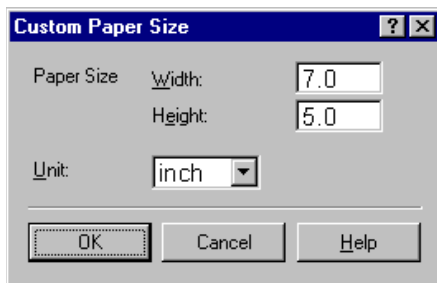 Custom Paper Size
Paper Size Width: 7.0
Height: 5.0
Unit: inch
OK Cancel Help